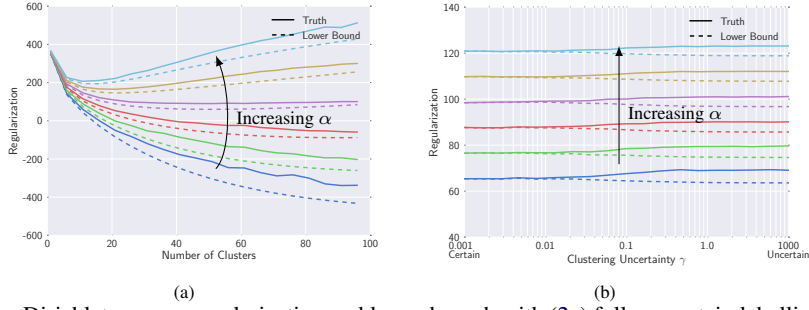 600
400
200
0
-200
-400
-600
Regularization
Truth
Lower Bound
Increasing α
0
20
40
60
80
100
Number of Clusters
(a)
140
120
100
80
60
40
Regularization
Truth
Lower Bound
Increasing α
0.001
0.01
0.1
1.0
1000
Certain
Clustering Uncertainty γ
Uncertain
(b)